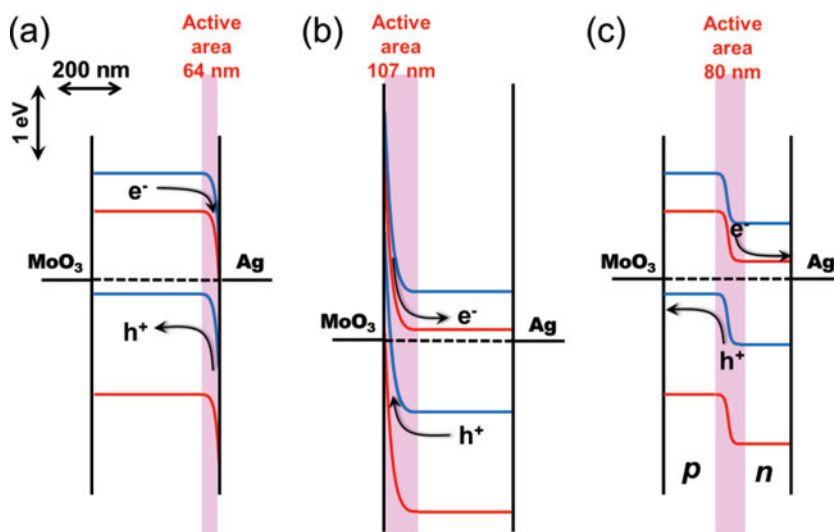 (a)
Active
area
64 nm
200 nm
1 eV
e-
MoO₃
Ag
h⁺
(b)
Active
area
107 nm
MoO₃
e-
Ag
h⁺
(c)
Active
area
80 nm
e-
MoO₃
Ag
h⁺
p
n